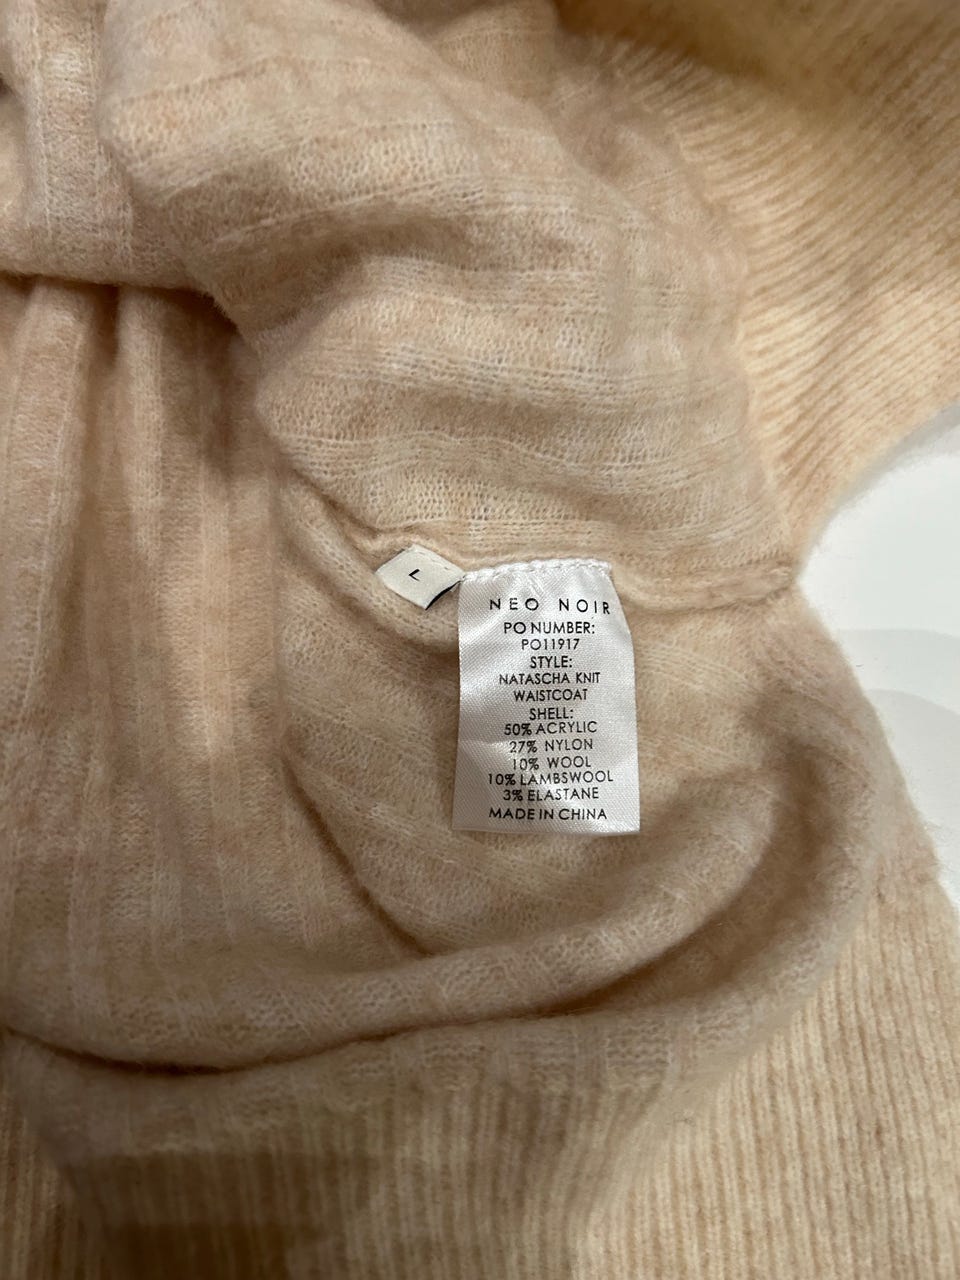 L
NEO NOIR
PO NUMBER:
PO11917
STYLE:
NATASCHA KNIT
WAISTCOAT
SHELL:
50% ACRYLIC
27% NYLON
10% WOOL
10% LAMBSWOOL
3% ELASTANE
MADE IN CHINA